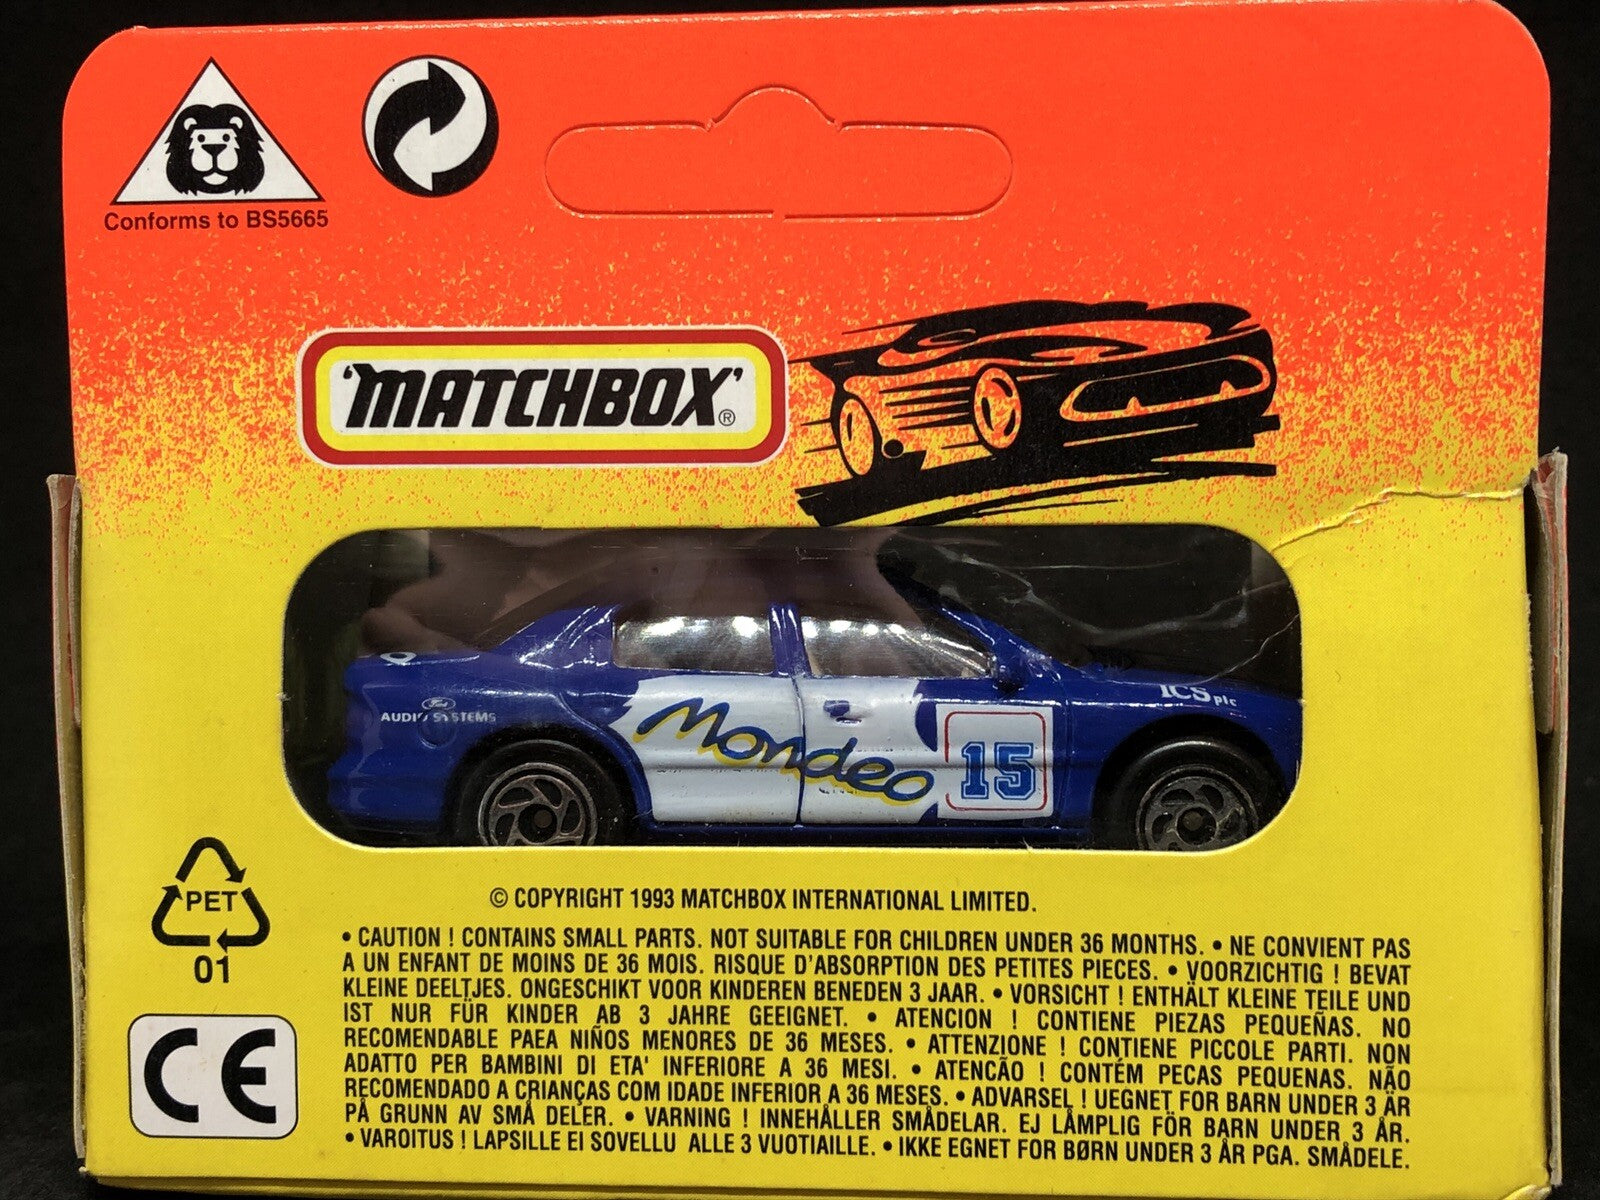 Conforms to BS5665
'MATCHBOX'®
Ford
AUDIO SYSTEMS
Mondeo
15
ICS plc
PET
01
CE
© COPYRIGHT 1993 MATCHBOX INTERNATIONAL LIMITED.
• CAUTION ! CONTAINS SMALL PARTS. NOT SUITABLE FOR CHILDREN UNDER 36 MONTHS. • NE CONVIENT PAS
A UN ENFANT DE MOINS DE 36 MOIS. RISQUE D'ABSORPTION DES PETITES PIECES. • VOORZICHTIG ! BEVAT
KLEINE DEELTJES. ONGESCHIKT VOOR KINDEREN BENEDEN 3 JAAR. • VORSICHT ! ENTHÄLT KLEINE TEILE UND
IST NUR FÜR KINDER AB 3 JAHRE GEEIGNET. • ATENCION ! CONTIENE PIEZAS PEQUEÑAS. NO
RECOMENDABLE PAEA NIÑOS MENORES DE 36 MESES. • ATTENZIONE ! CONTIENE PICCOLE PARTI. NON
ADATTO PER BAMBINI DI ETA' INFERIORE A 36 MESI. • ATENCÃO ! CONTÉM PECAS PEQUENAS. NÃO
RECOMENDADO A CRIANÇAS COM IDADE INFERIOR A 36 MESES. • ADVARSEL ! UEGNET FOR BARN UNDER 3 ÅR
PÅ GRUNN AV SMÅ DELER. • VARNING ! INNEHÅLLER SMÅDELAR. EJ LÅMPLIG FÖR BARN UNDER 3 ÅR.
• VAROITUS ! LAPSILLE EI SOVELLU ALLE 3 VUOTIAILLE. • IKKE EGNET FOR BØRN UNDER 3 ÅR PGA. SMÅDELE.